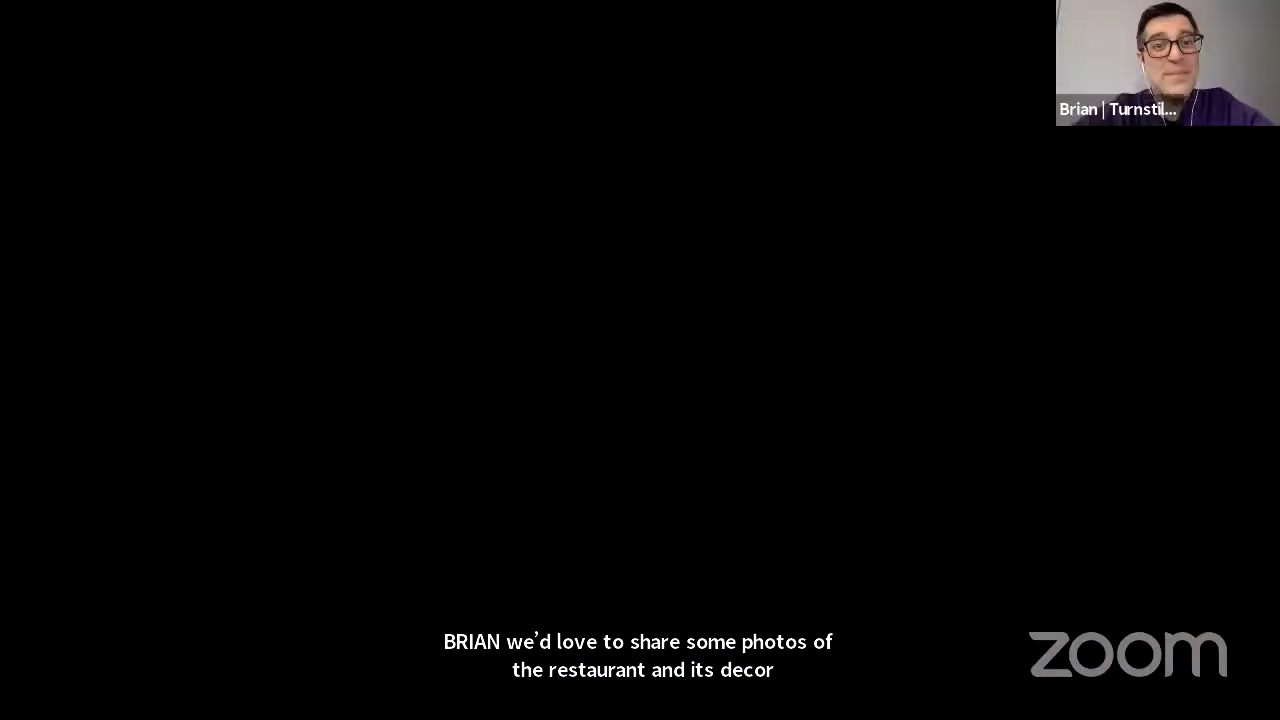 Brian | Turnstil...
BRIAN we’d love to share some photos of
the restaurant and its decor
zoom